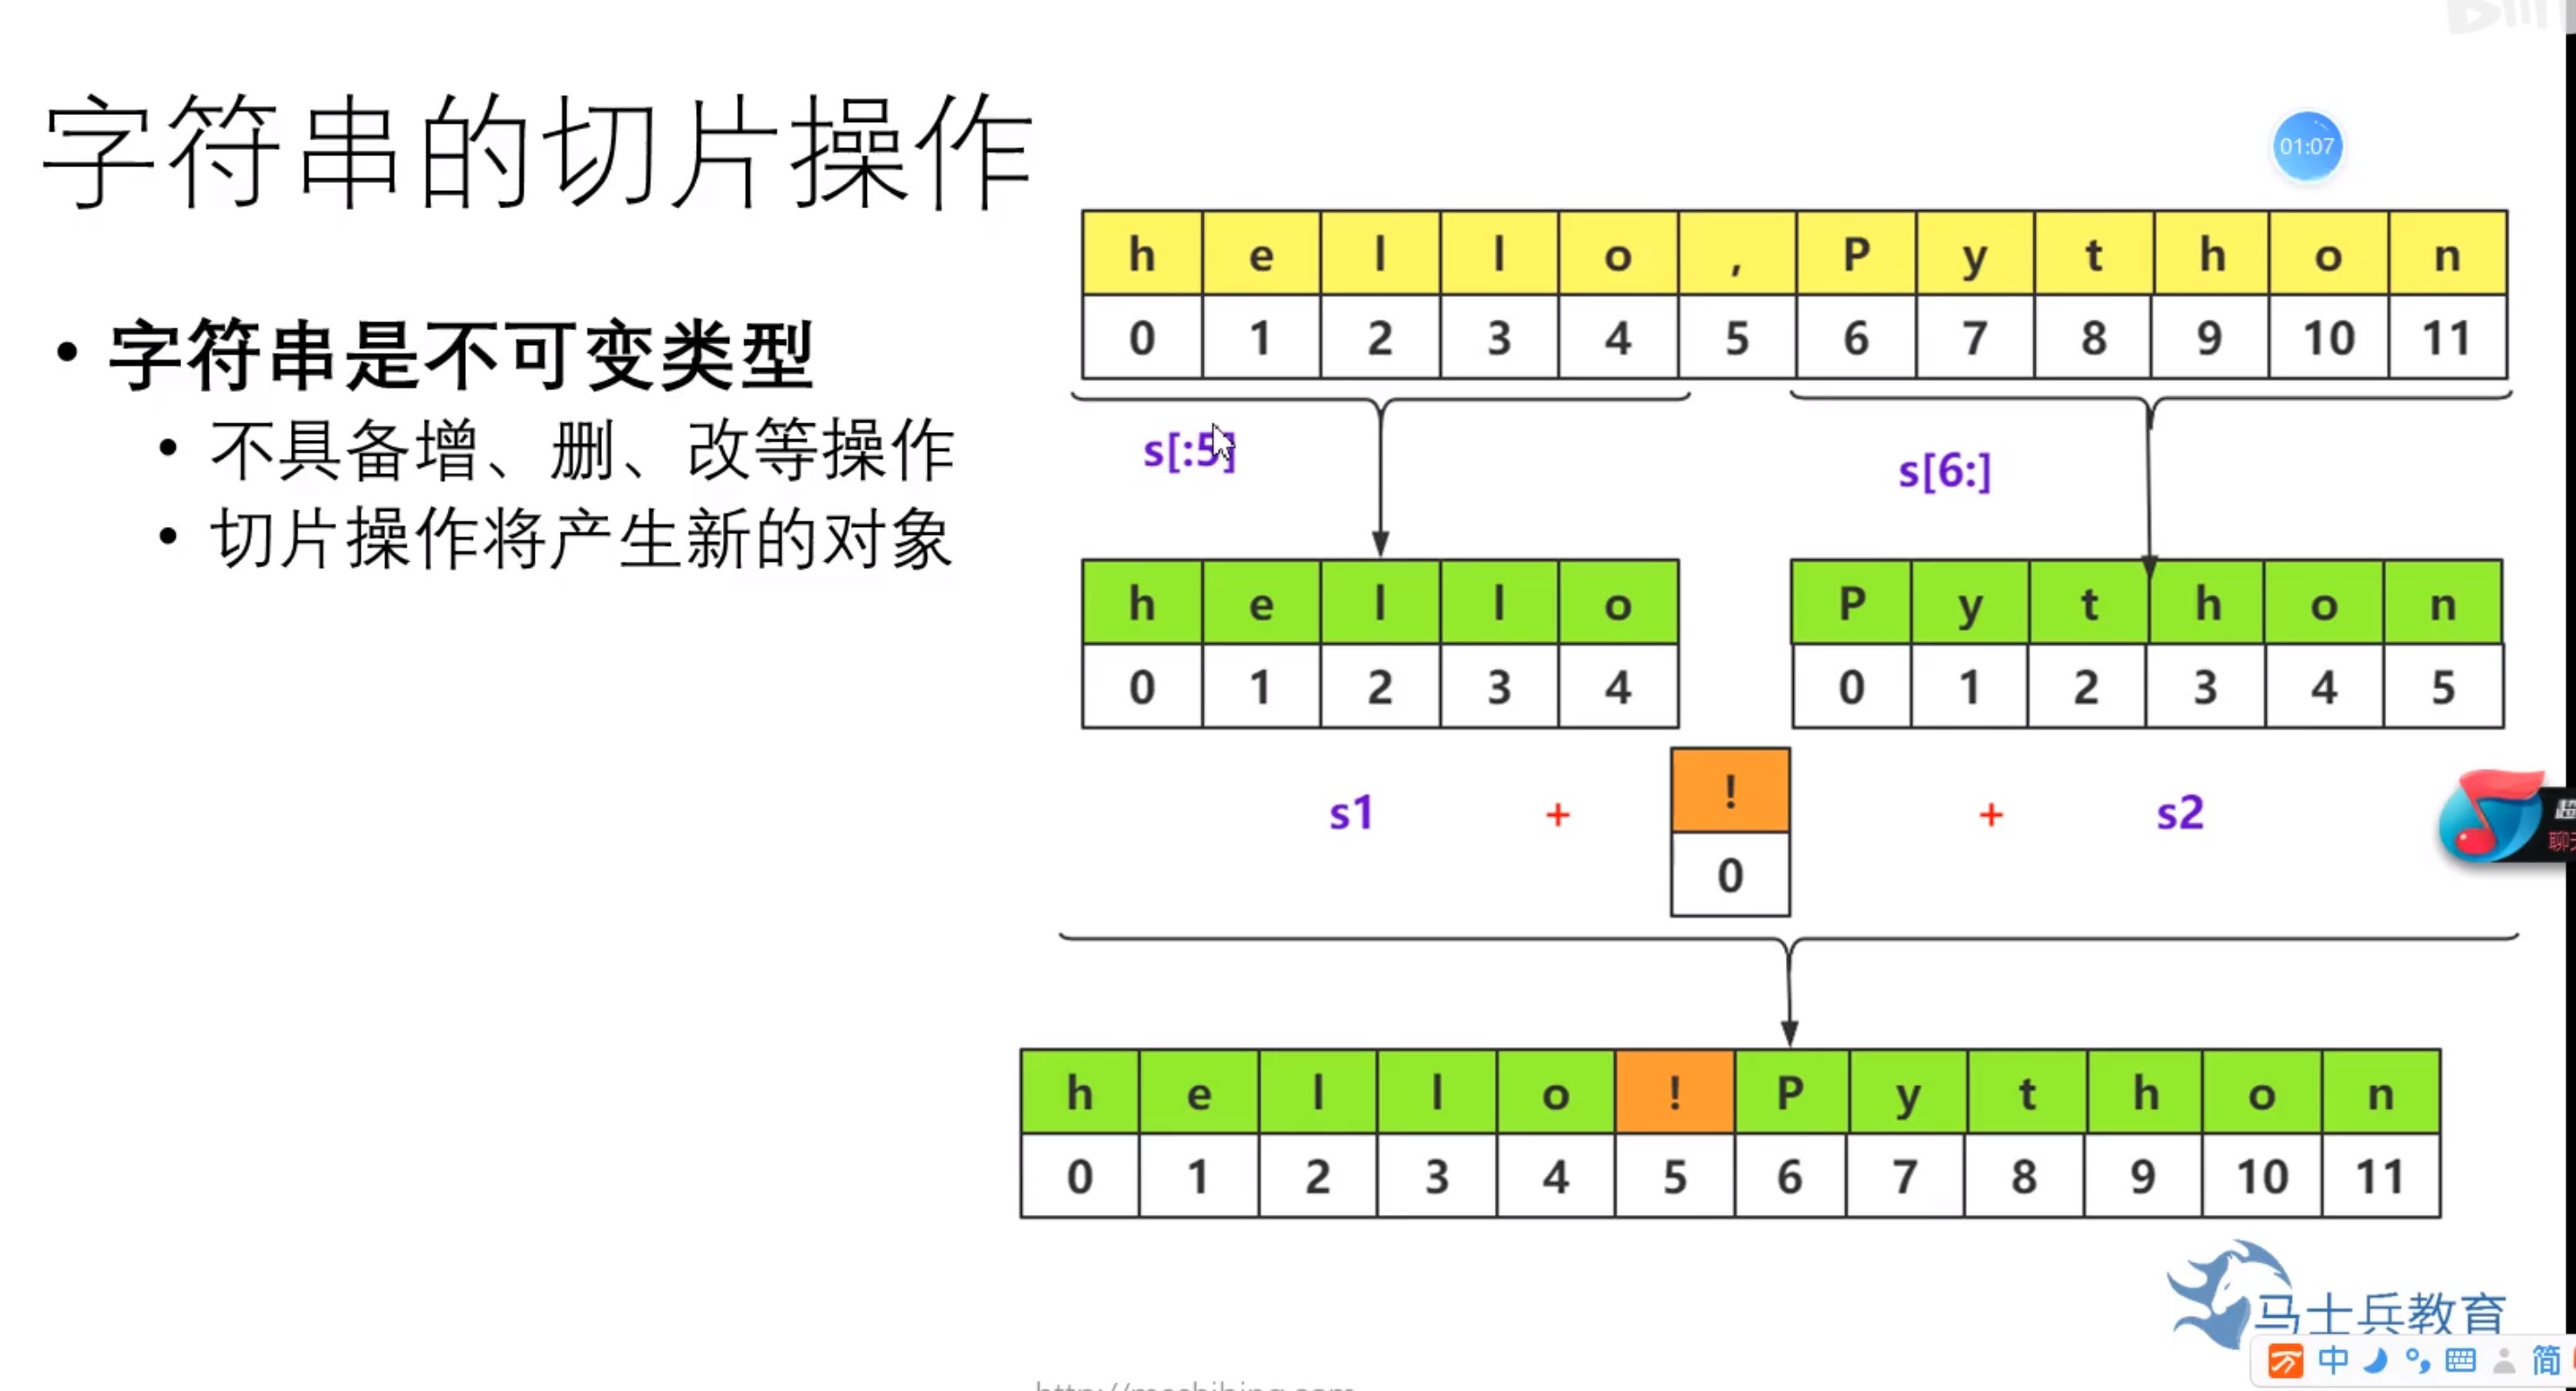 字符串的切片操作
01:07
h e l l o , P y t h o n
0 1 2 3 4 5 6 7 8 9 10 11
• 字符串是不可变类型
• 不具备增、删、改等操作
• 切片操作将产生新的对象
s[:5]
s[6:]
h e l l o
P y t h o n
0 1 2 3 4
0 1 2 3 4 5
!
s1 + + s2
0
h e l l o ! P y t h o n
0 1 2 3 4 5 6 7 8 9 10 11
马士兵教育
中 简